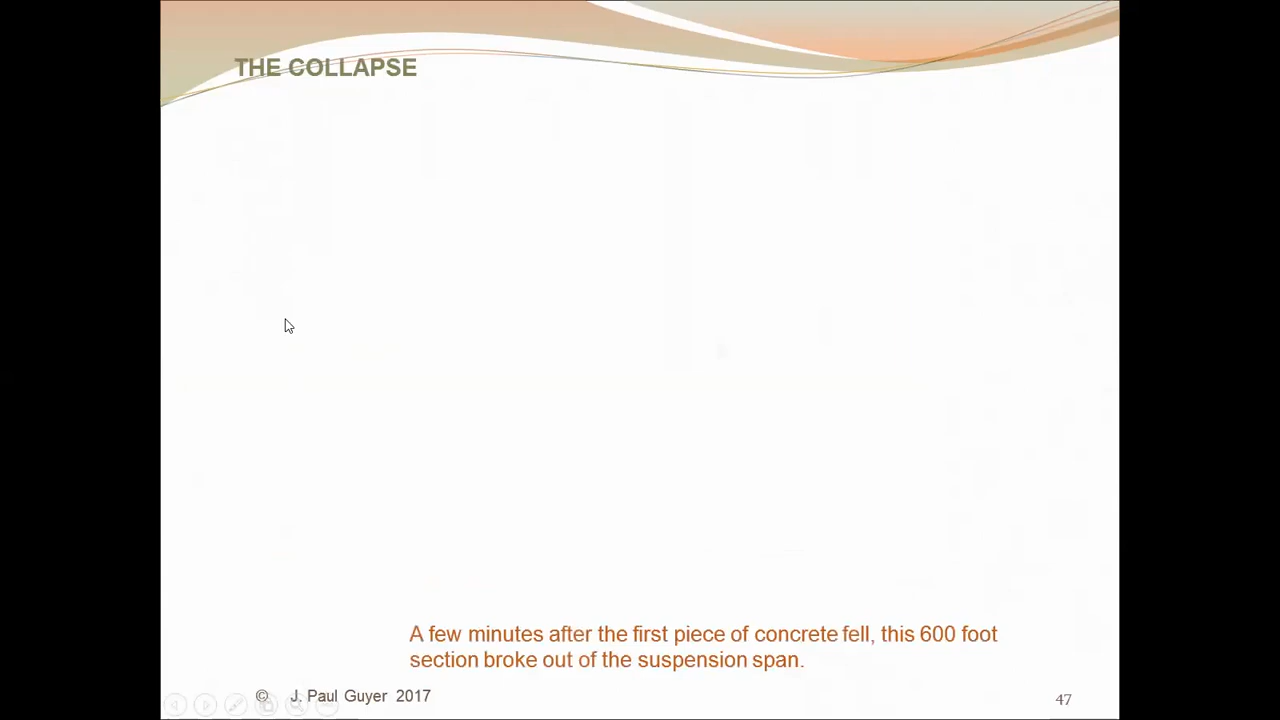 THE COLLAPSE
A few minutes after the first piece of concrete fell, this 600 foot
section broke out of the suspension span.
© J. Paul Guyer 2017
47